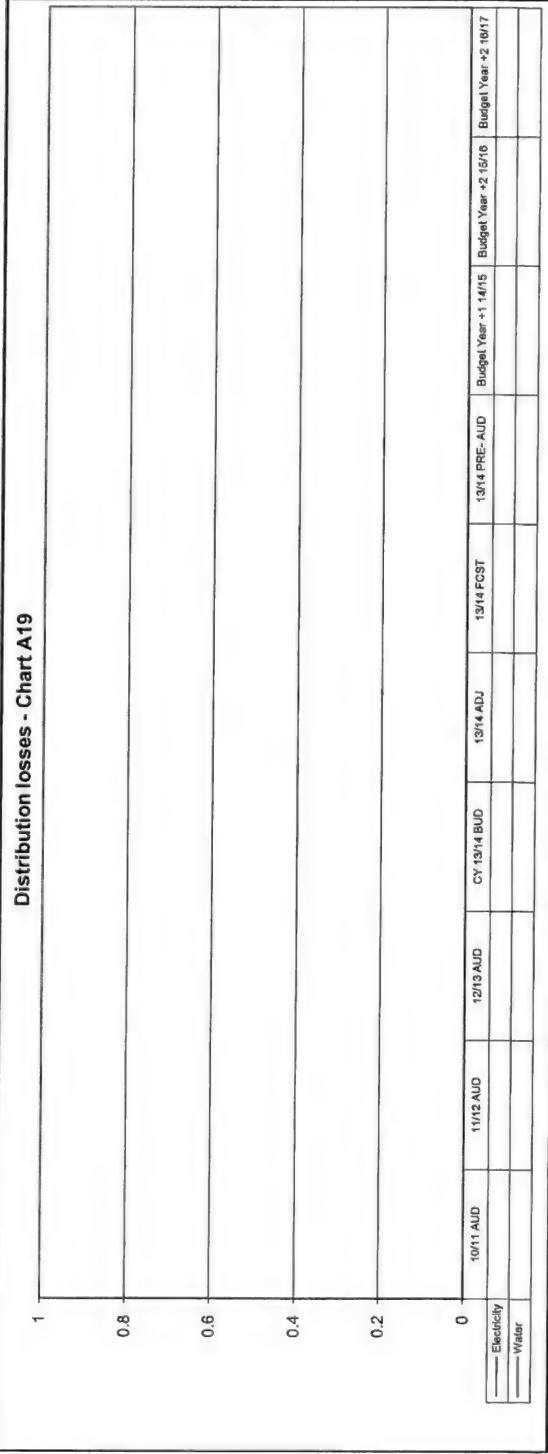 Distribution losses - Chart A19
1
0.8
0.6
0.4
0.2
0
10/11 AUD 11/12 AUD 12/13 AUD CY 13/14 BUD 13/14 ADJ 13/14 FCST 13/14 PRE- AUD Budget Year +1 14/15 Budget Year +2 15/16 Budget Year +2 16/17
Electricity
Water